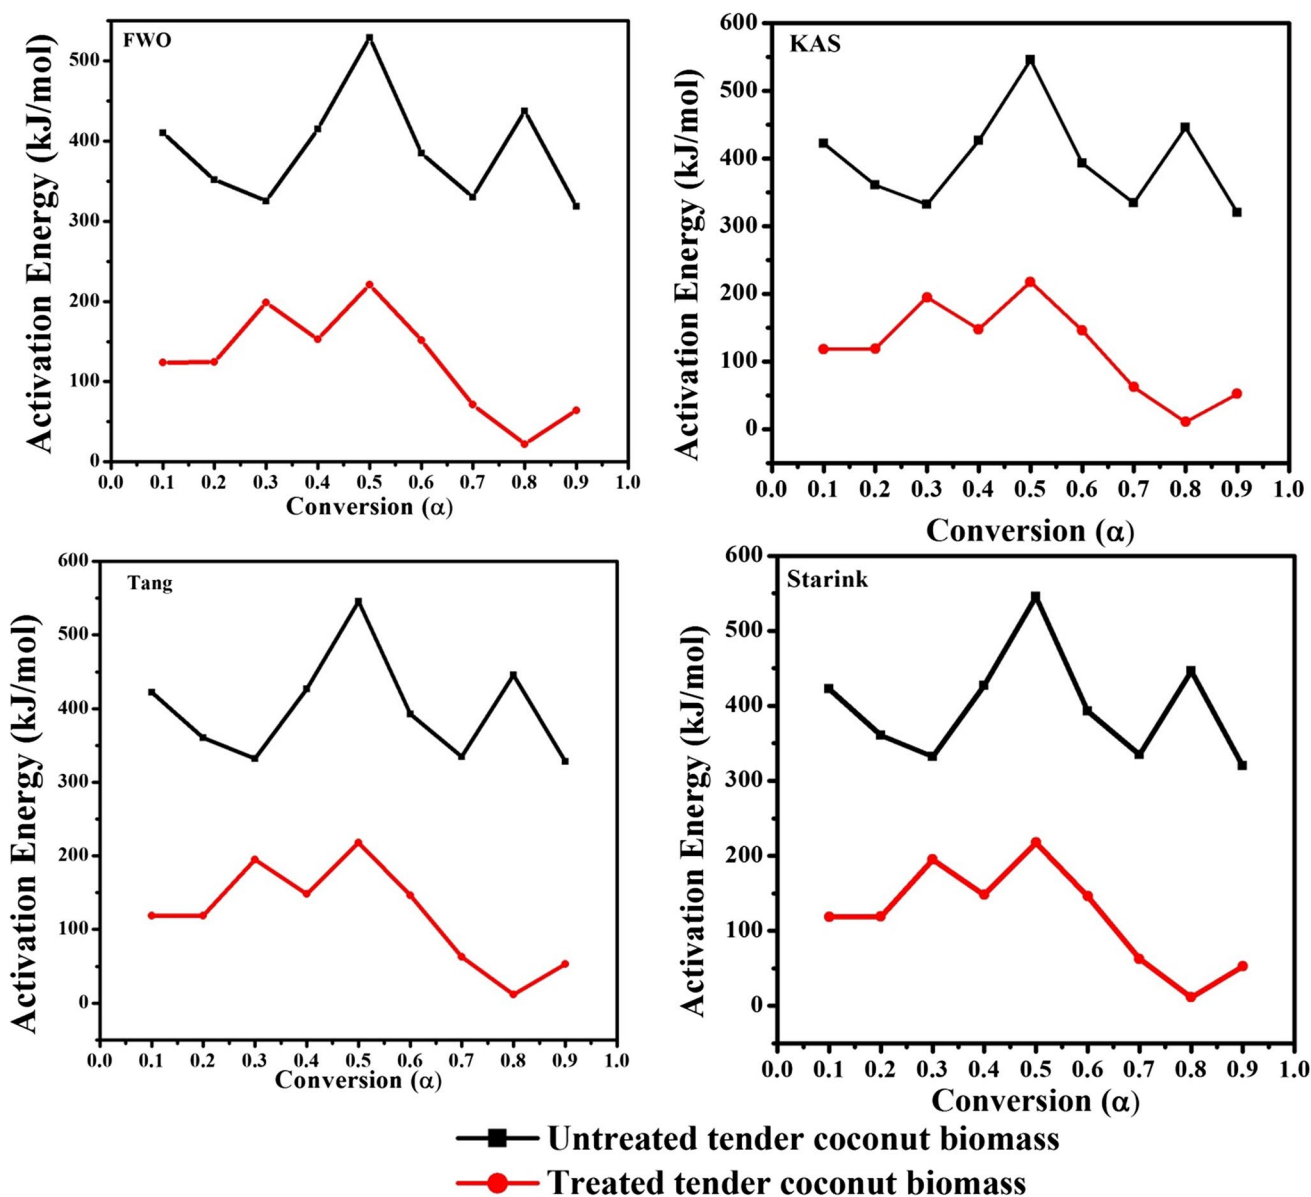 FWO
Activation Energy (kJ/mol)
500
400
300
200
100
0
0.0 0.1 0.2 0.3 0.4 0.5 0.6 0.7 0.8 0.9 1.0
Conversion (α)
KAS
Activation Energy (kJ/mol)
600
500
400
300
200
100
0
0.0 0.1 0.2 0.3 0.4 0.5 0.6 0.7 0.8 0.9 1.0
Conversion (α)
Tang
Activation Energy (kJ/mol)
600
500
400
300
200
100
0
0.0 0.1 0.2 0.3 0.4 0.5 0.6 0.7 0.8 0.9 1.0
Conversion (α)
Starink
Activation Energy (kJ/mol)
600
500
400
300
200
100
0
0.0 0.1 0.2 0.3 0.4 0.5 0.6 0.7 0.8 0.9 1.0
Conversion (α)
Untreated tender coconut biomass
Treated tender coconut biomass